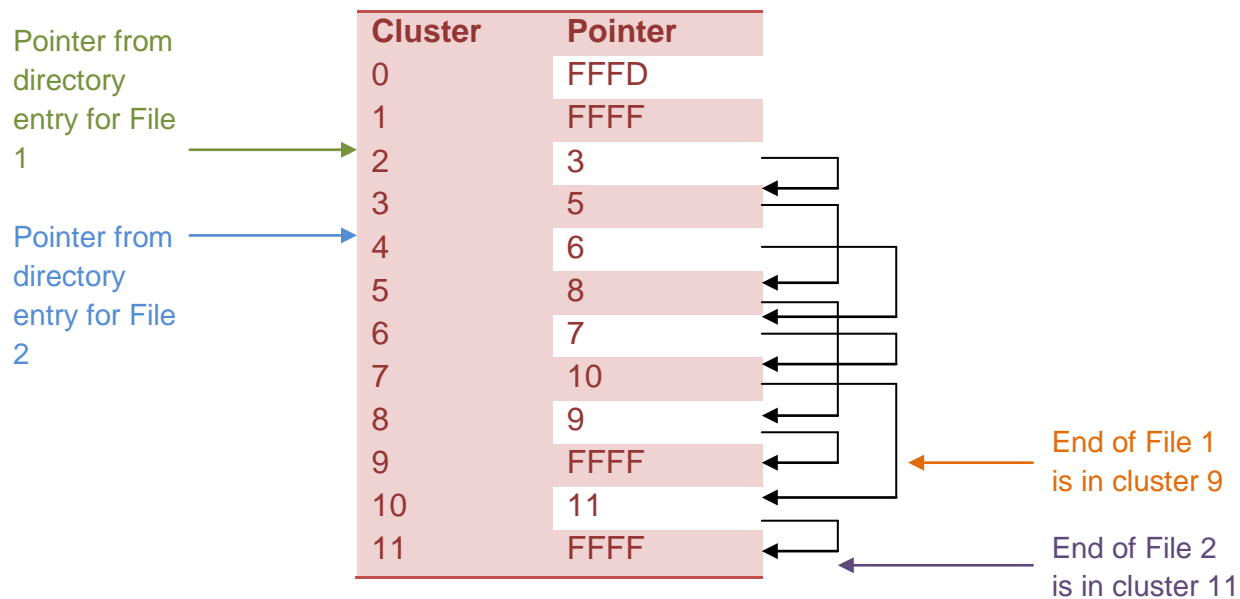 Pointer from
directory
entry for File
1
Pointer from
directory
entry for File
2
Cluster Pointer
0 FFFD
1 FFFF
2 3
3 5
4 6
5 8
6 7
7 10
8 9
9 FFFF
10 11
11 FFFF
End of File 1
is in cluster 9
End of File 2
is in cluster 11